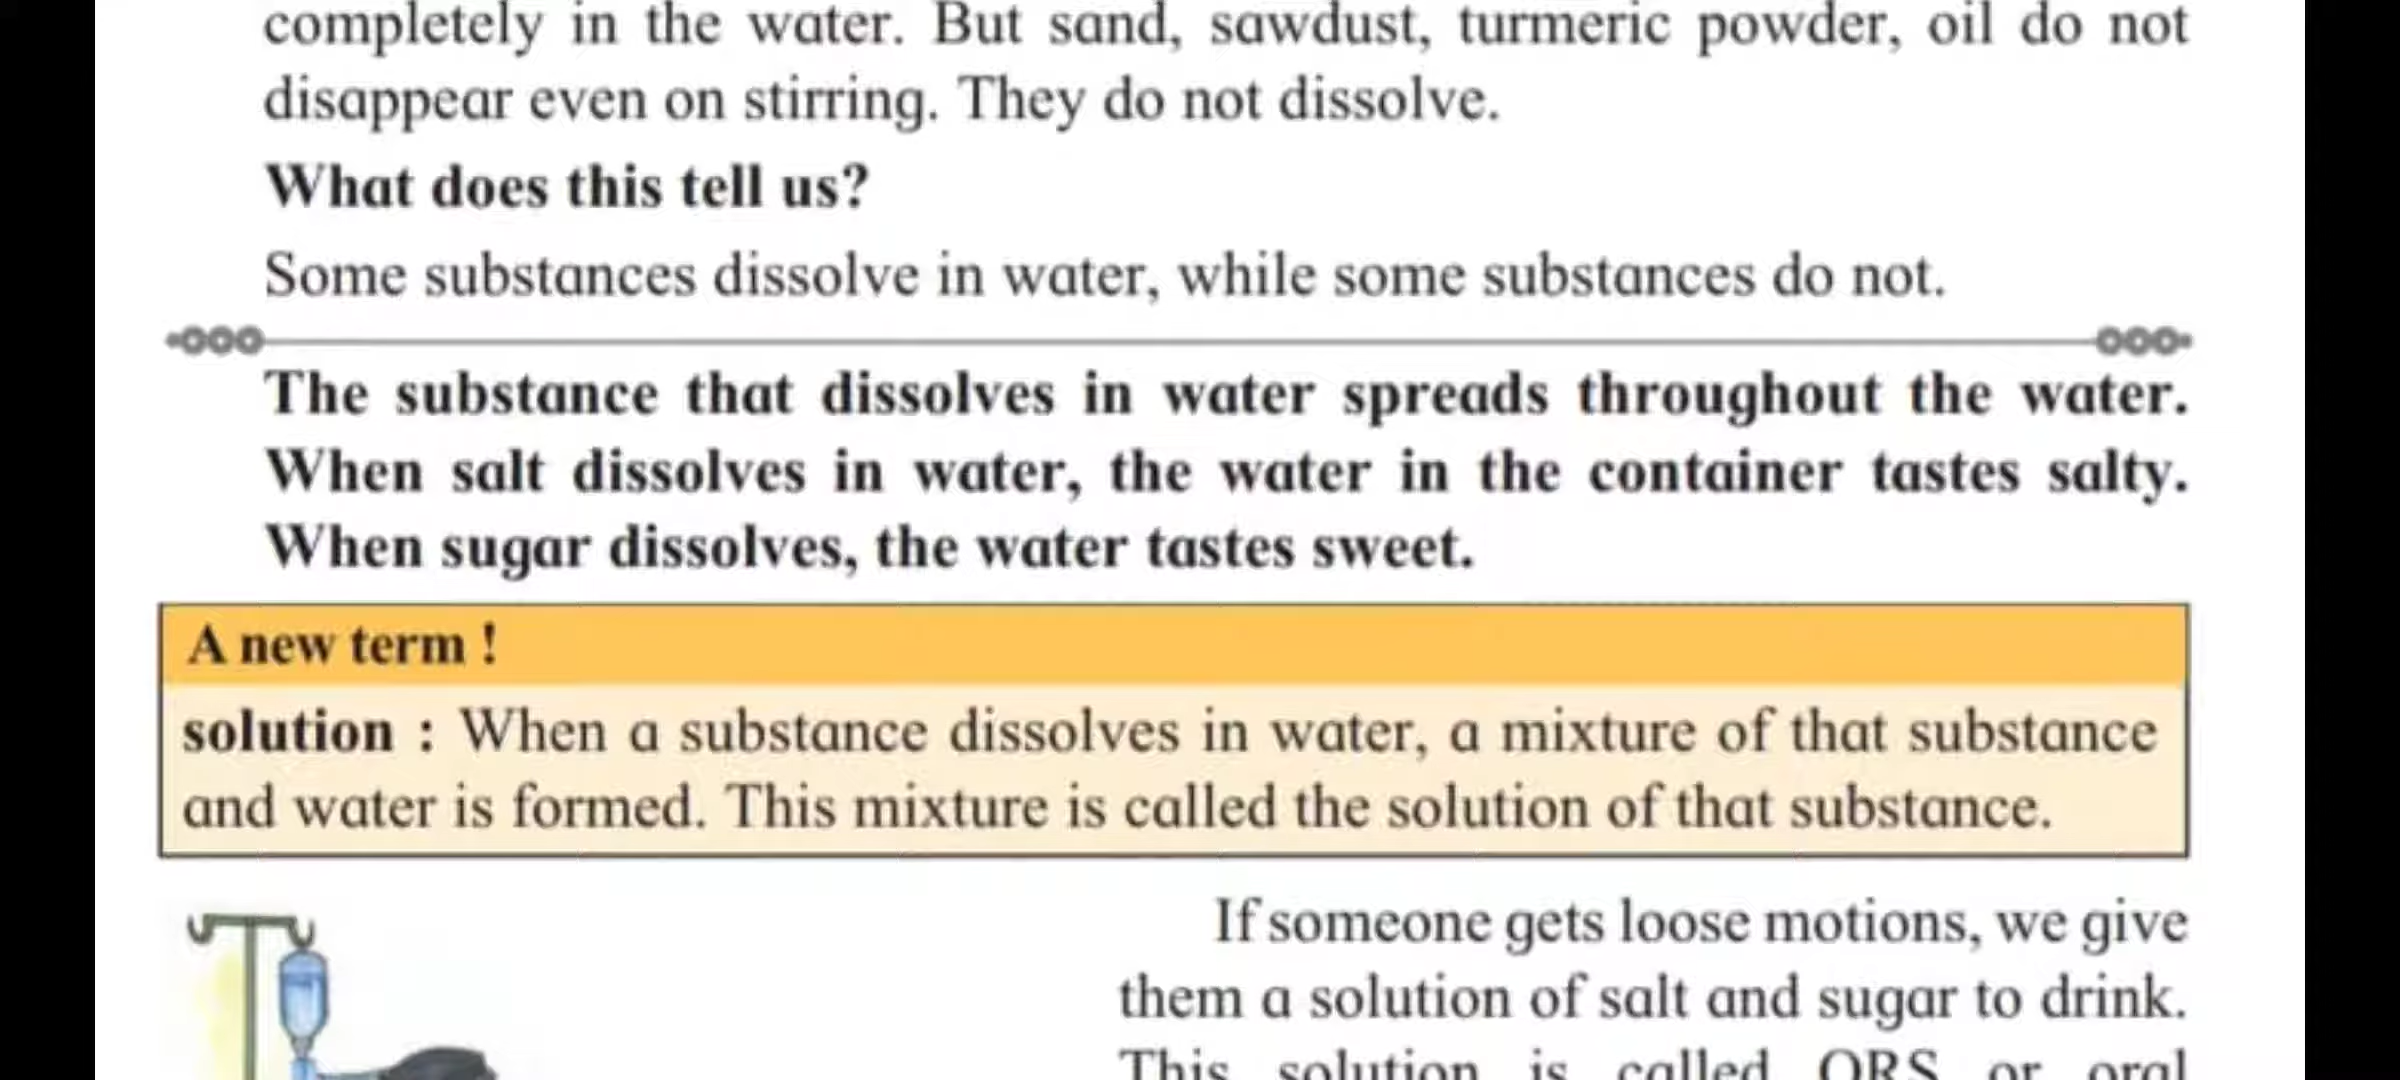 completely in the water. But sand, sawdust, turmeric powder, oil do not
disappear even on stirring. They do not dissolve.
What does this tell us?
Some substances dissolve in water, while some substances do not.
The substance that dissolves in water spreads throughout the water.
When salt dissolves in water, the water in the container tastes salty.
When sugar dissolves, the water tastes sweet.
A new term !
solution : When a substance dissolves in water, a mixture of that substance
and water is formed. This mixture is called the solution of that substance.
If someone gets loose motions, we give
them a solution of salt and sugar to drink.
This solution is called ORS or oral